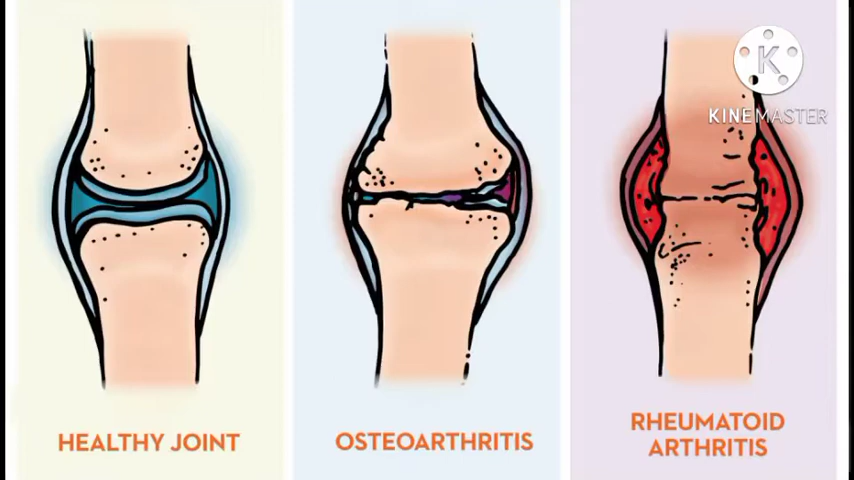 K
KINEMASTER
HEALTHY JOINT
OSTEOARTHRITIS
RHEUMATOID
ARTHRITIS